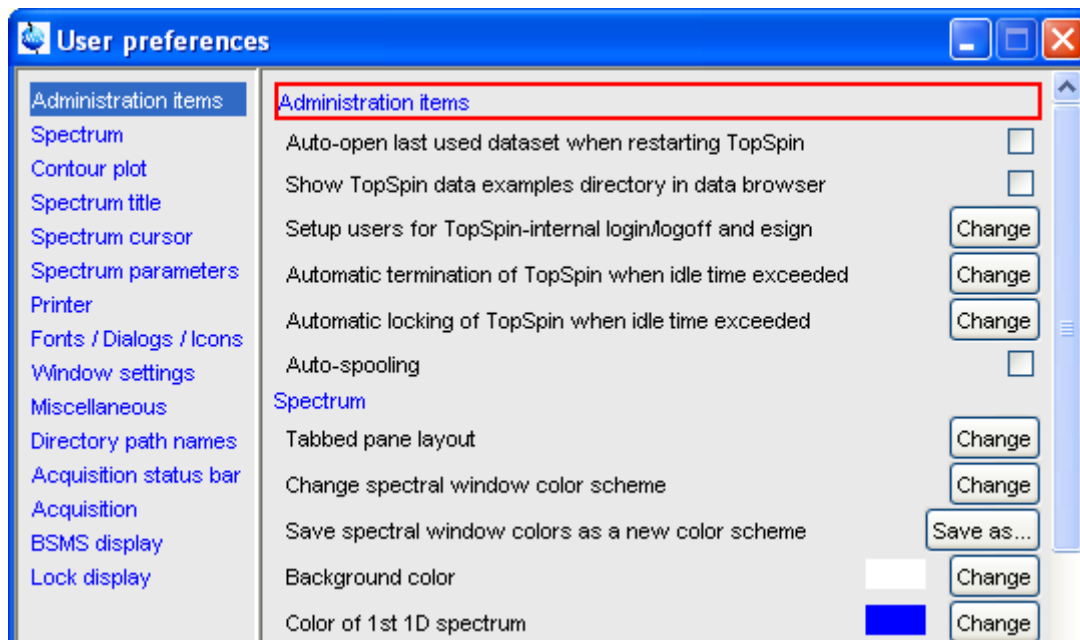 User preferences
Administration items
Spectrum
Contour plot
Spectrum title
Spectrum cursor
Spectrum parameters
Printer
Fonts / Dialogs / Icons
Window settings
Miscellaneous
Directory path names
Acquisition status bar
Acquisition
BSMS display
Lock display
Administration items
Auto-open last used dataset when restarting TopSpin
Show TopSpin data examples directory in data browser
Setup users for TopSpin-internal login/logoff and esign Change
Automatic termination of TopSpin when idle time exceeded Change
Automatic locking of TopSpin when idle time exceeded Change
Auto-spooling
Spectrum
Tabbed pane layout Change
Change spectral window color scheme Change
Save spectral window colors as a new color scheme Save as...
Background color Change
Color of 1st 1D spectrum Change